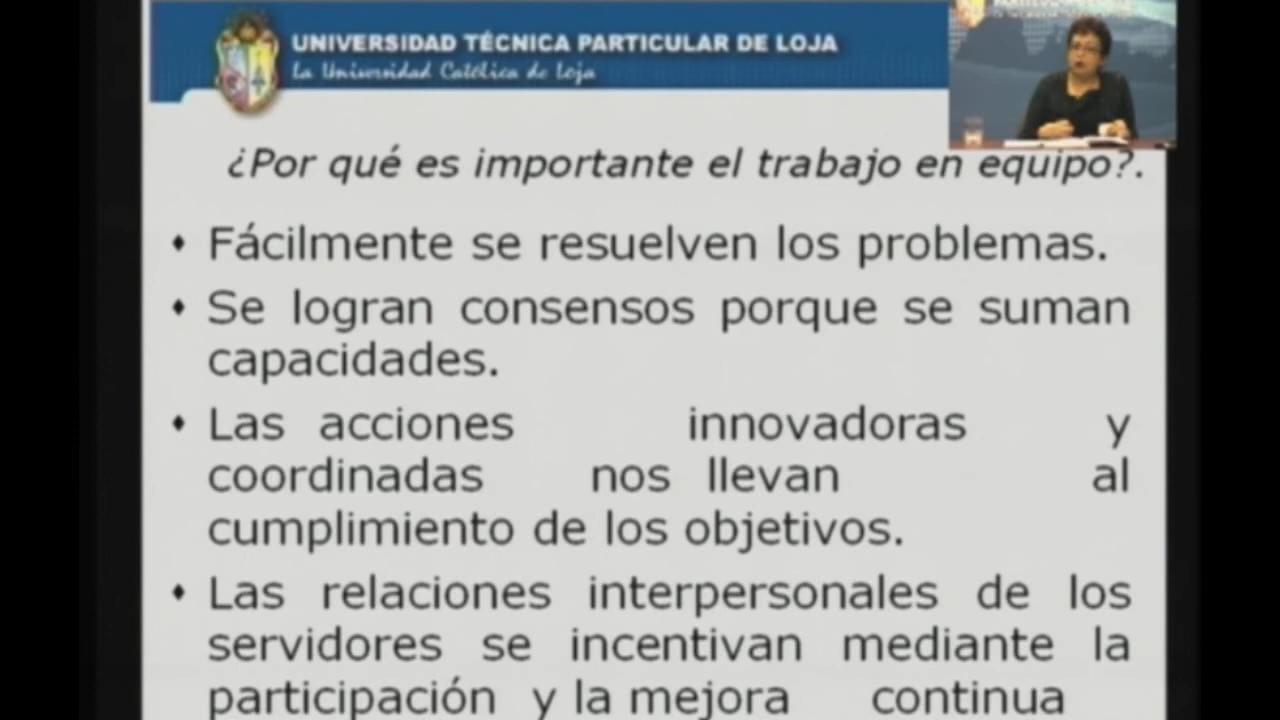 UNIVERSIDAD TÉCNICA PARTICULAR DE LOJA
La Universidad Católica de Loja
¿Por qué es importante el trabajo en equipo?.
• Fácilmente se resuelven los problemas.
• Se logran consensos porque se suman
capacidades.
• Las acciones innovadoras y
coordinadas nos llevan al
cumplimiento de los objetivos.
• Las relaciones interpersonales de los
servidores se incentivan mediante la
participación y la mejora continua